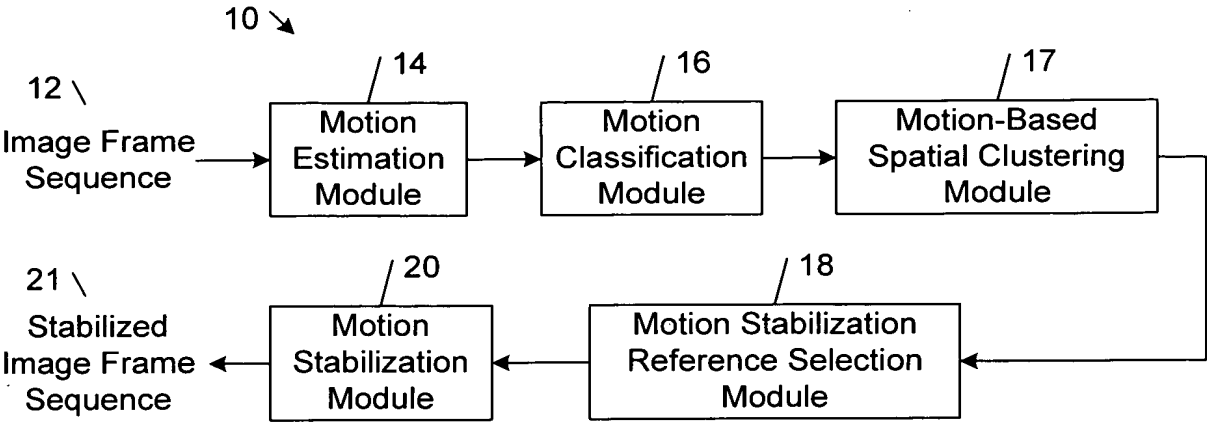 10
12
Image Frame
Sequence
14
Motion
Estimation
Module
16
Motion
Classification
Module
17
Motion-Based
Spatial Clustering
Module
18
Motion Stabilization
Reference Selection
Module
20
Motion
Stabilization
Module
21
Stabilized
Image Frame
Sequence